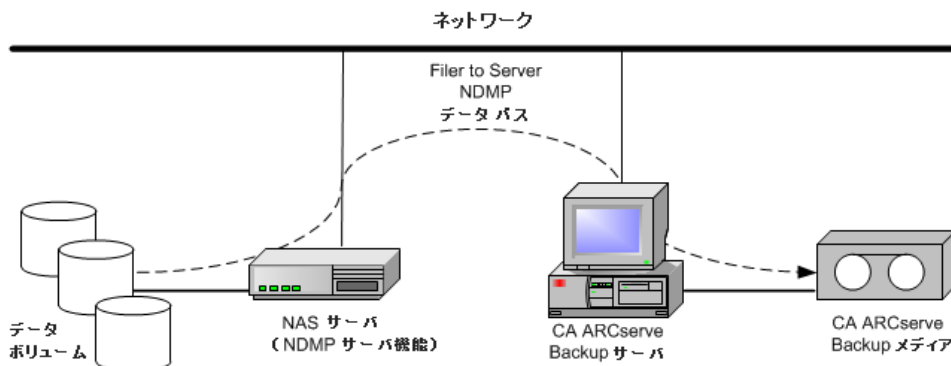 ネットワーク
Filer to Server
NDMP
データ パス
データ
ボリューム
NAS サーバ
（NDMP サーバ機能）
CA ARCserve
Backup サーバ
CA ARCserve
Backup メディア